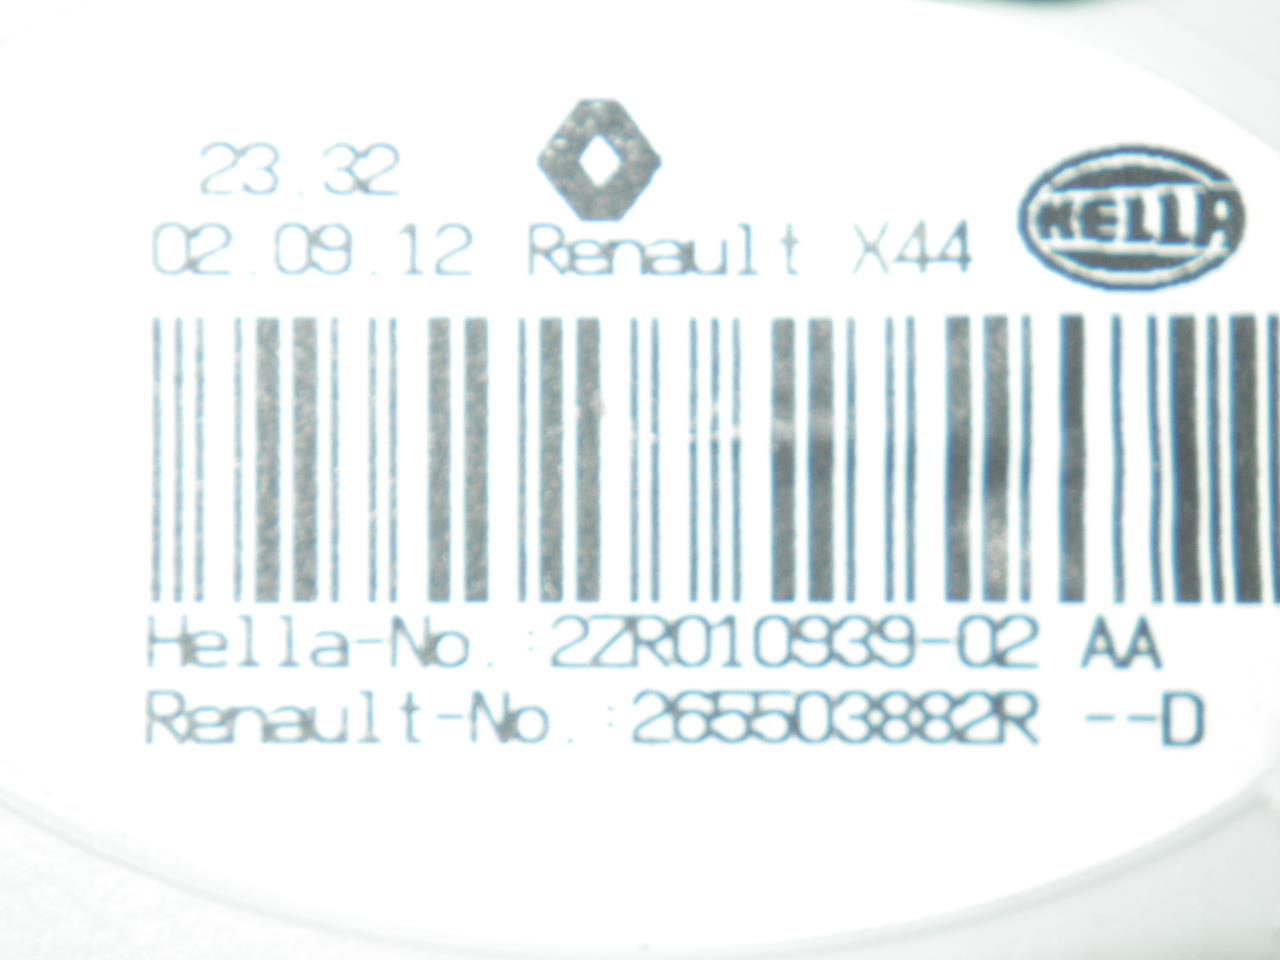 23.32
02.09.12 Renault X44
HELLA
Hella-No. :2ZR010939-02 AA
Renault-No. :265503882R --D